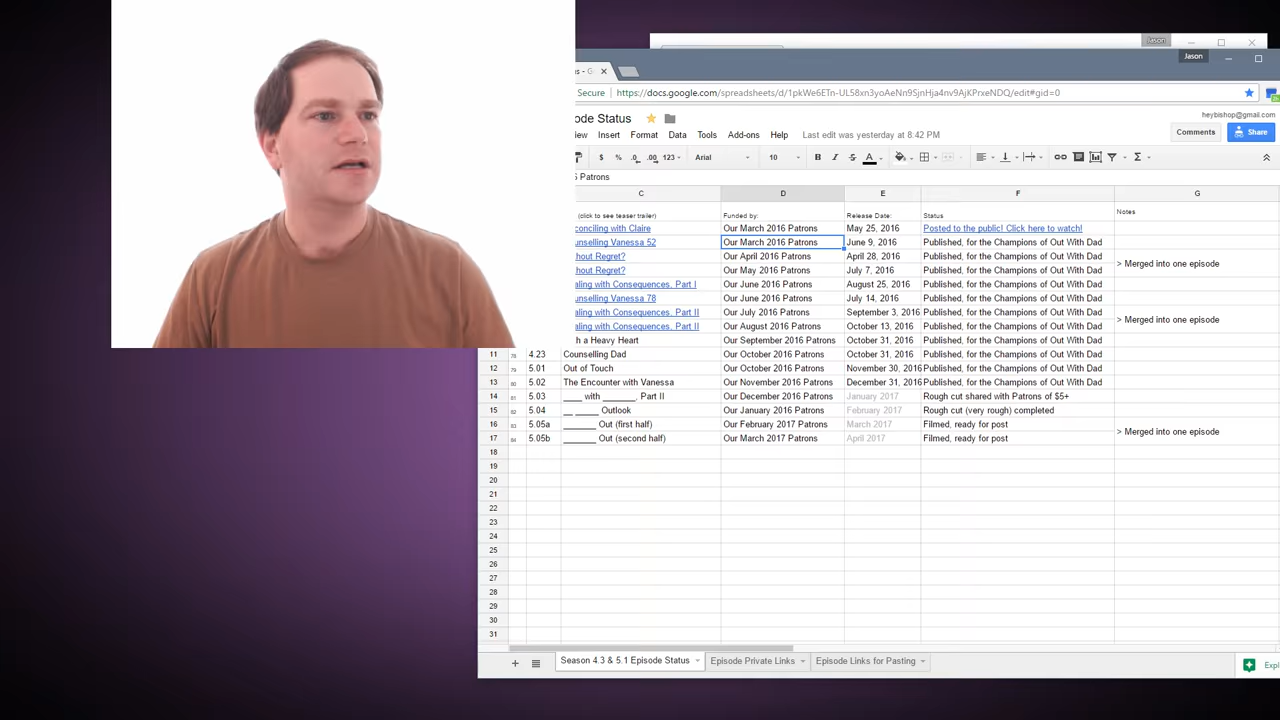 Jason
Jason
us - G
Secure https://docs.google.com/spreadsheets/d/1pkWe6ETn-UL58xn3yoAeNn9SjnHja4nv9AjKPrxeNDQ/edit#gid=0
heybishop@gmail.com
ode Status
Comments Share
iew Insert Format Data Tools Add-ons Help Last edit was yesterday at 8:42 PM
$ % .0 .00 123 Arial 10 B I S A Σ
6 Patrons
C D E F G
(click to see teaser trailer) Funded by: Release Date: Status Notes
conciling with Claire Our March 2016 Patrons May 25, 2016 Posted to the public! Click here to watch!
unselling Vanessa 52 Our March 2016 Patrons June 9, 2016 Published, for the Champions of Out With Dad
hout Regret? Our April 2016 Patrons April 28, 2016 Published, for the Champions of Out With Dad
> Merged into one episode
hout Regret? Our May 2016 Patrons July 7, 2016 Published, for the Champions of Out With Dad
aling with Consequences, Part I Our June 2016 Patrons August 25, 2016 Published, for the Champions of Out With Dad
unselling Vanessa 78 Our June 2016 Patrons July 14, 2016 Published, for the Champions of Out With Dad
aling with Consequences, Part II Our July 2016 Patrons September 3, 2016 Published, for the Champions of Out With Dad
> Merged into one episode
aling with Consequences, Part II Our August 2016 Patrons October 13, 2016 Published, for the Champions of Out With Dad
h a Heavy Heart Our September 2016 Patrons October 31, 2016 Published, for the Champions of Out With Dad
11 78 4.23 Counselling Dad Our October 2016 Patrons October 31, 2016 Published, for the Champions of Out With Dad
12 79 5.01 Out of Touch Our October 2016 Patrons November 30, 2016 Published, for the Champions of Out With Dad
13 80 5.02 The Encounter with Vanessa Our November 2016 Patrons December 31, 2016 Published, for the Champions of Out With Dad
14 81 5.03 ____ with _______, Part II Our December 2016 Patrons January 2017 Rough cut shared with Patrons of $5+
15 82 5.04 __ _____ Outlook Our January 2016 Patrons February 2017 Rough cut (very rough) completed
16 83 5.05a _______ Out (first half) Our February 2017 Patrons March 2017 Filmed, ready for post
> Merged into one episode
17 84 5.05b _______ Out (second half) Our March 2017 Patrons April 2017 Filmed, ready for post
18
19
20
21
22
23
24
25
26
27
28
29
30
31
Season 4.3 & 5.1 Episode Status Episode Private Links Episode Links for Pasting Expl